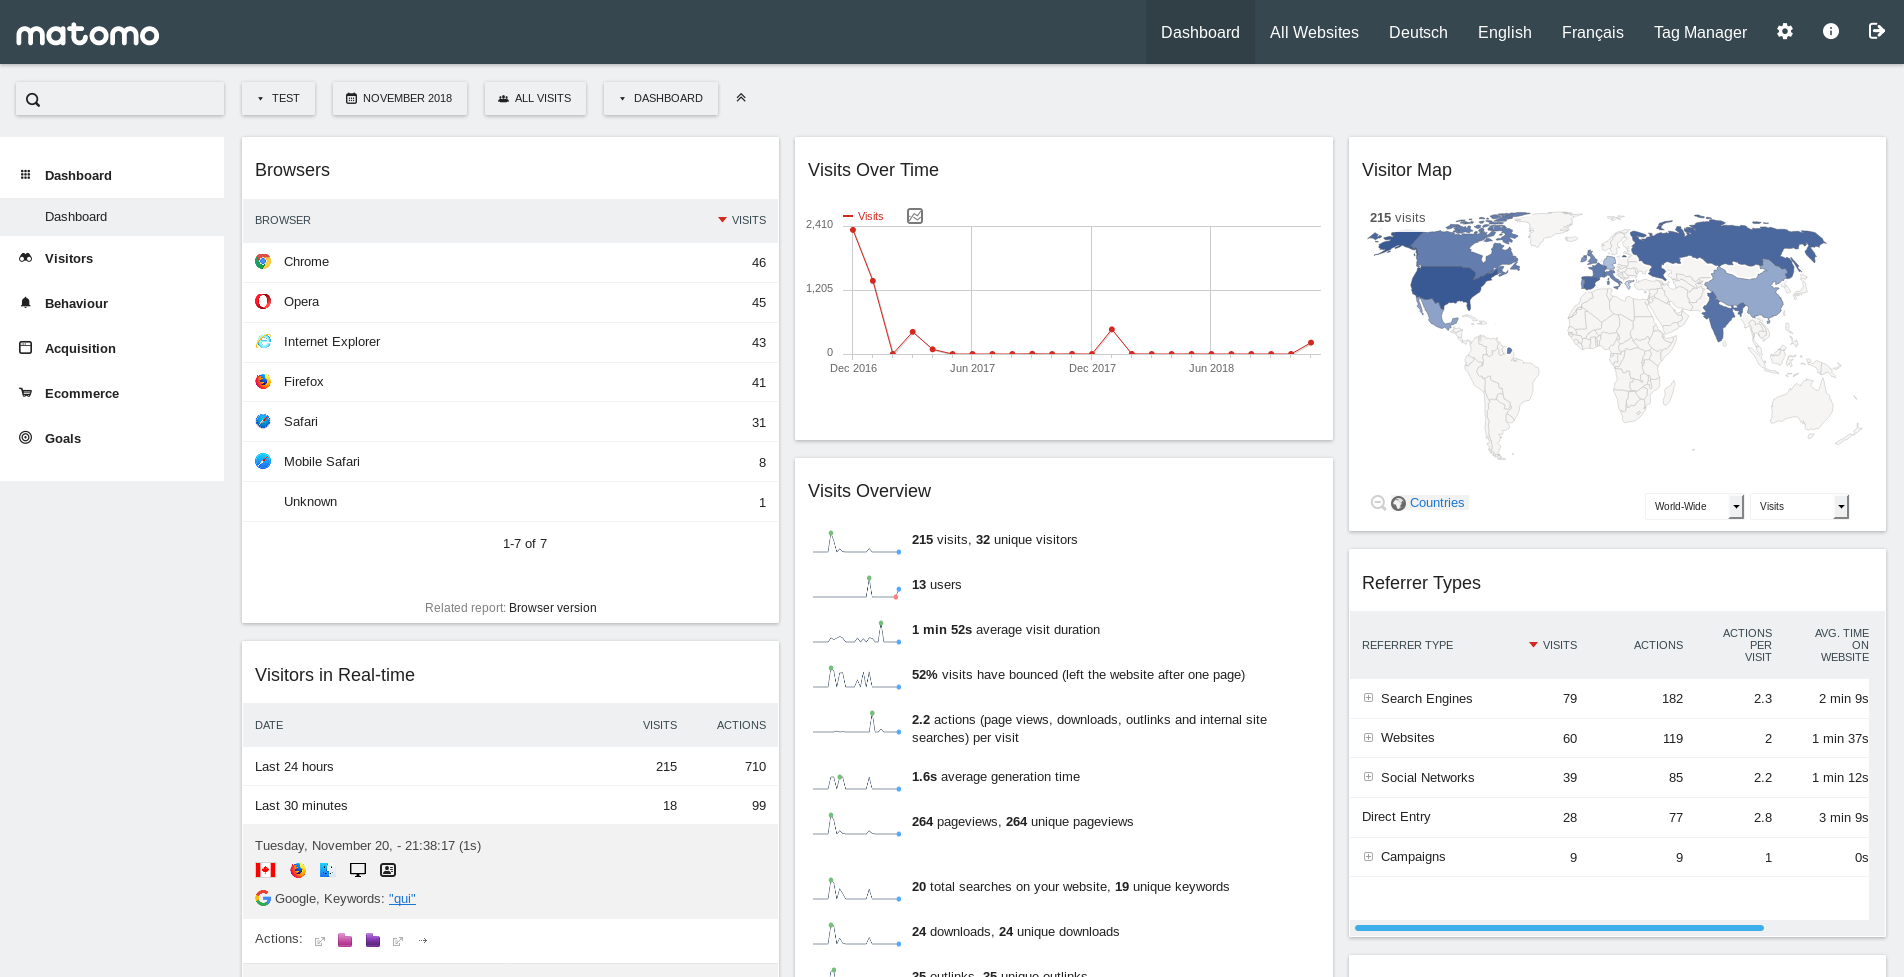 matomo
Dashboard
All Websites
Deutsch
English
Français
Tag Manager
TEST
NOVEMBER 2018
ALL VISITS
DASHBOARD
Dashboard
Dashboard
Visitors
Behaviour
Acquisition
Ecommerce
Goals
Browsers
BROWSER VISITS
Chrome 46
Opera 45
Internet Explorer 43
Firefox 41
Safari 31
Mobile Safari 8
Unknown 1
1-7 of 7
Related report: Browser version
Visitors in Real-time
DATE VISITS ACTIONS
Last 24 hours 215 710
Last 30 minutes 18 99
Tuesday, November 20, - 21:38:17 (1s)
Google, Keywords: "qui"
Actions:
Visits Over Time
Visits
2,410
1,205
0
Dec 2016 Jun 2017 Dec 2017 Jun 2018
Visits Overview
215 visits, 32 unique visitors
13 users
1 min 52s average visit duration
52% visits have bounced (left the website after one page)
2.2 actions (page views, downloads, outlinks and internal site
searches) per visit
1.6s average generation time
264 pageviews, 264 unique pageviews
20 total searches on your website, 19 unique keywords
24 downloads, 24 unique downloads
35 outlinks, 35 unique outlinks
Visitor Map
215 visits
Countries
World-Wide
Visits
Referrer Types
REFERRER TYPE VISITS ACTIONS ACTIONS PER VISIT AVG. TIME ON WEBSITE
Search Engines 79 182 2.3 2 min 9s
Websites 60 119 2 1 min 37s
Social Networks 39 85 2.2 1 min 12s
Direct Entry 28 77 2.8 3 min 9s
Campaigns 9 9 1 0s